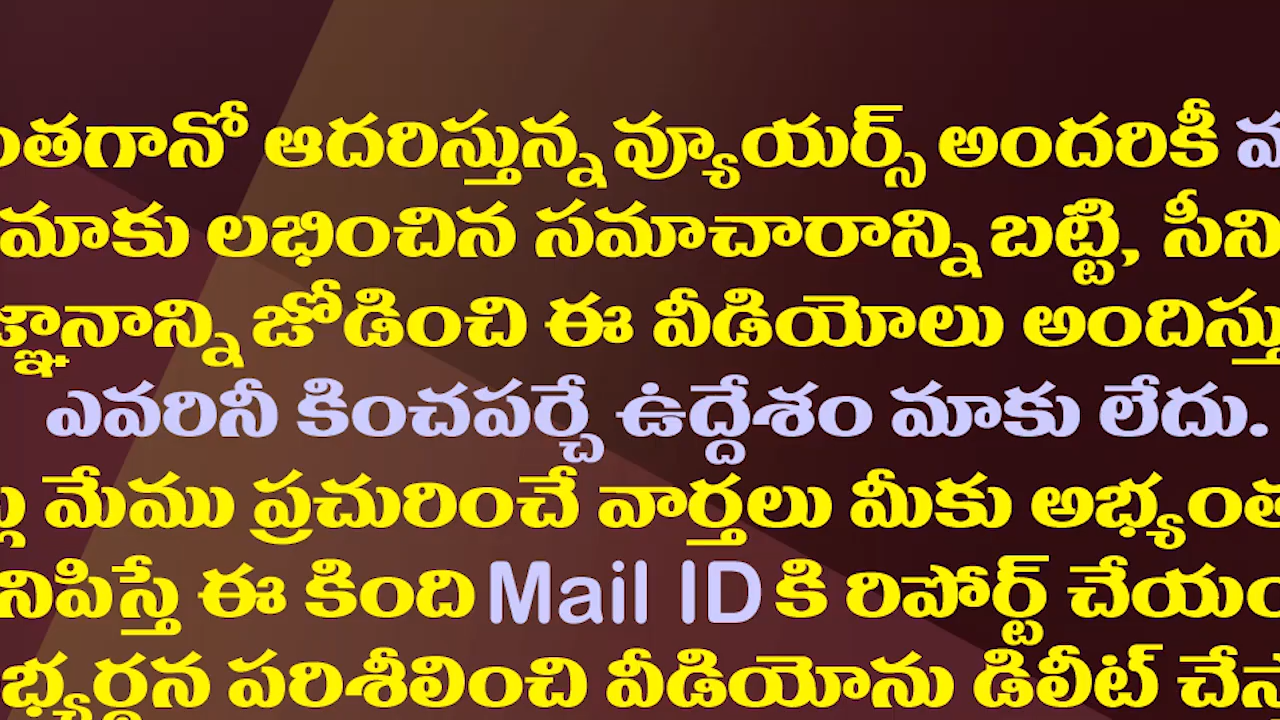 ంతగానో ఆదరిస్తున్న వ్యూయర్స్ అందరికీ
మాకు లభించిన సమాచారాన్ని బట్టి, సీని
జ్ఞానాన్ని జోడించి ఈ వీడియోలు అందిస్తు
ఎవరినీ కించపర్చే ఉద్దేశం మాకు లేదు.
మేము ప్రచురించే వార్తలు మీకు అభ్యంత
నిపిస్తే ఈ కింది Mail ID కి రిపోర్ట్ చేయం
భ్యర్థన పరిశీలించి వీడియోను డిలీట్ చేస